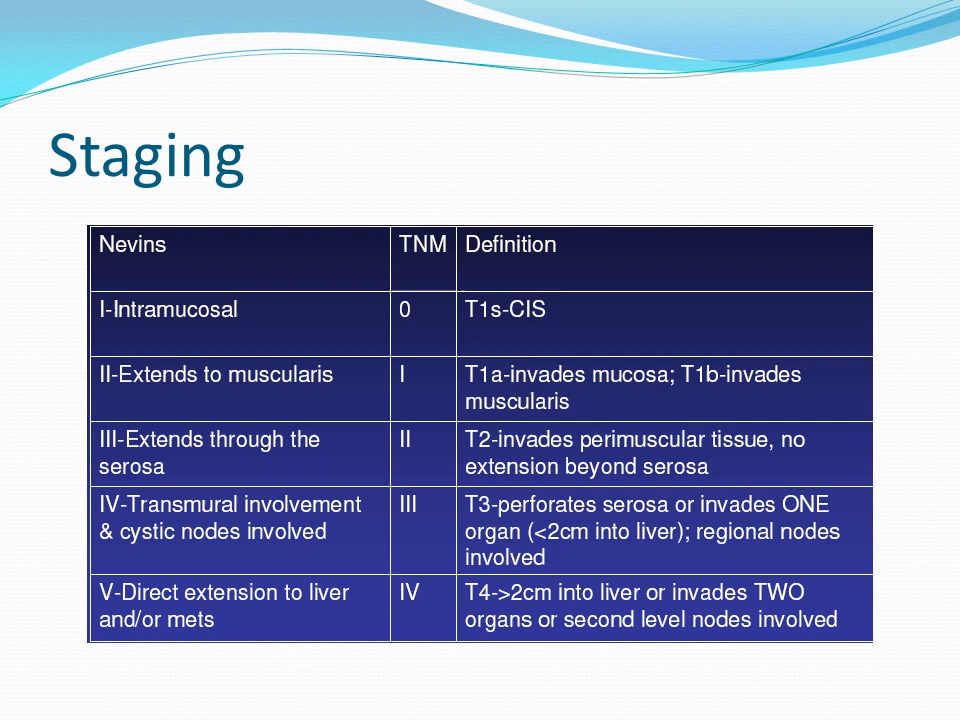 Staging
Nevins TNM Definition
I-Intramucosal 0 T1s-CIS
II-Extends to muscularis I T1a-invades mucosa; T1b-invades
muscularis
III-Extends through the
serosa
II
T2-invades perimuscular tissue, no
extension beyond serosa
IV-Transmural involvement
& cystic nodes involved
III
T3-perforates serosa or invades ONE
organ (<2cm into liver); regional nodes
involved
V-Direct extension to liver
and/or mets
IV
T4->2cm into liver or invades TWO
organs or second level nodes involved